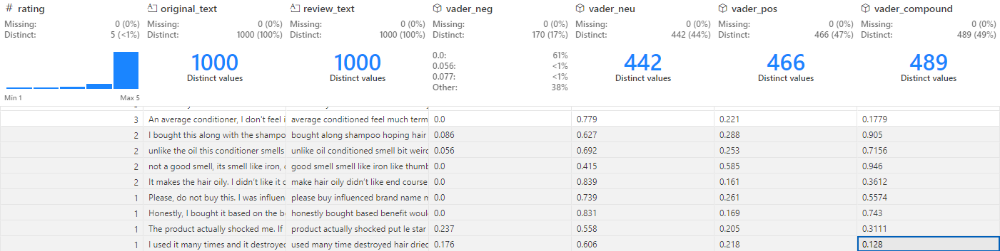 # rating original_text review_text vader_neg vader_neu vader_pos vader_compound
Missing: 0 (0%) Missing: 0 (0%) Missing: 0 (0%) Missing: 0 (0%) Missing: 0 (0%) Missing: 0 (0%) Missing: 0 (0%)
Distinct: 5 (<1%) Distinct: 1000 (100%) Distinct: 1000 (100%) Distinct: 170 (17%) Distinct: 442 (44%) Distinct: 466 (47%) Distinct: 489 (49%)
0.0: 61%
1000 1000 442 466 489
0.056: <1%
Distinct values Distinct values Distinct values Distinct values Distinct values
0.077: <1%
Other: 38%
Min 1 Max 5
3 An average conditioner, I don't feel i average conditioned feel much term 0.0 0.779 0.221 0.1779
2 I bought this along with the shampo bought along shampoo hoping hair 0.086 0.627 0.288 0.905
2 unlike the oil this conditioner smells unlike oil conditioned smell bit weird 0.056 0.692 0.253 0.7156
2 not a good smell, its smell like iron, good smell smell like iron like thumb 0.0 0.415 0.585 0.946
2 It makes the hair oily. I didn't like it make hair oily didn't like end course 0.0 0.839 0.161 0.3612
1 Please, do not buy this. I was influen please buy influenced brand name 0.0 0.739 0.261 0.5574
1 Honestly, I bought it based on the b honestly bought based benefit woul 0.0 0.831 0.169 0.743
1 The product actually shocked me. If product actually shocked put le star 0.237 0.558 0.205 0.3111
1 I used it many times and it destroyed used many time destroyed hair dried 0.176 0.606 0.218 0.128